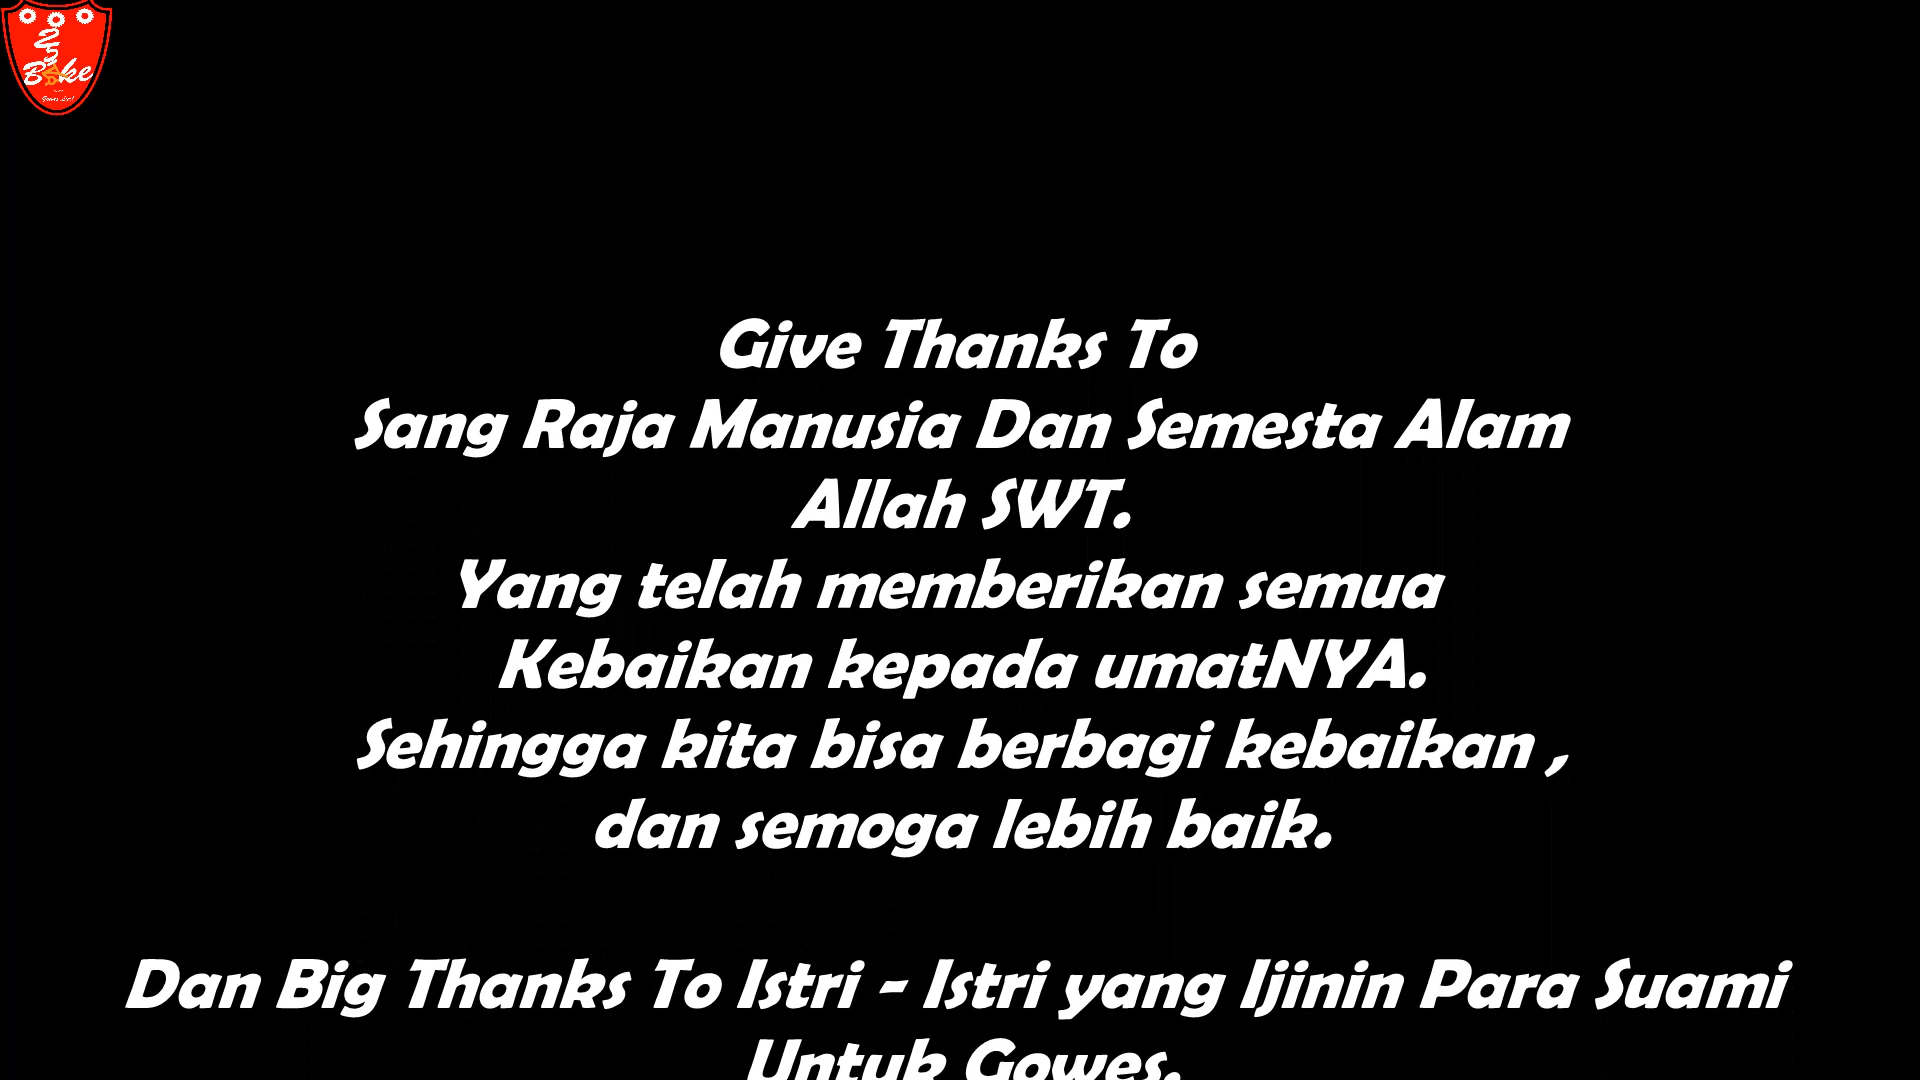 25
Bike
Give Thanks To
Sang Raja Manusia Dan Semesta Alam
Allah SWT.
Yang telah memberikan semua
Kebaikan kepada umatNYA.
Sehingga kita bisa berbagi kebaikan ,
dan semoga lebih baik.
Dan Big Thanks To Istri - Istri yang Ijinin Para Suami
Untuk Gowes.